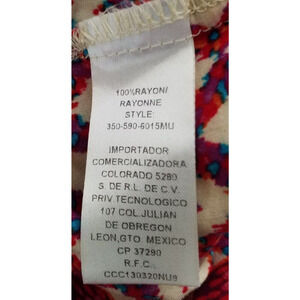 100%RAYON/
RAYONNE
STYLE
350-590-6015MU
IMPORTADOR
COMERCIALIZADORA
COLORADO 5280
S. DE R.L. DE C.V.
PRIV TECNOLOGICO
107 COL.JULIAN
DE OBREGON
LEON,GTO. MEXICO
CP 37290
R.F.C.
CCC130320NU9